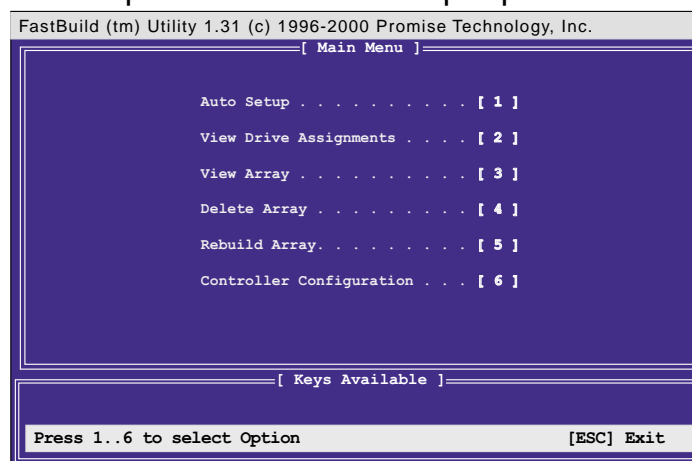 FastBuild (tm) Utility 1.31 (c) 1996-2000 Promise Technology, Inc.
[ Main Menu ]
Auto Setup . . . . . . . . . . [ 1 ]
View Drive Assignments . . . . [ 2 ]
View Array . . . . . . . . . . [ 3 ]
Delete Array . . . . . . . . . [ 4 ]
Rebuild Array. . . . . . . . . [ 5 ]
Controller Configuration . . . [ 6 ]
[ Keys Available ]
Press 1..6 to select Option [ESC] Exit